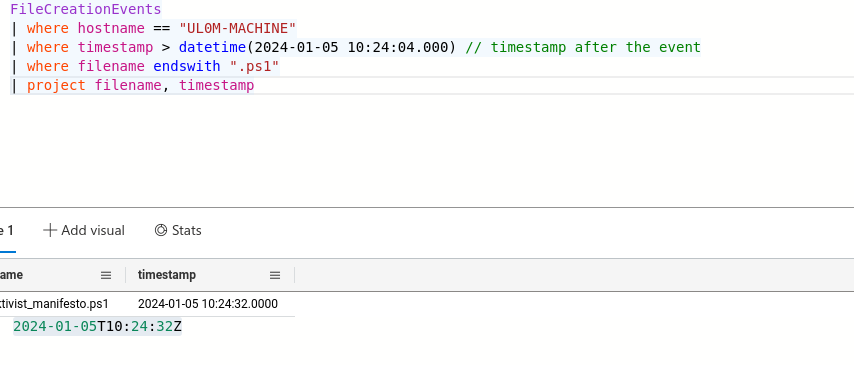 FileCreationEvents
| where hostname == "UL0M-MACHINE"
| where timestamp > datetime(2024-01-05 10:24:04.000) // timestamp after the event
| where filename endswith ".ps1"
| project filename, timestamp
e 1 Add visual Stats
ame timestamp
ktivist_manifesto.ps1 2024-01-05 10:24:32.0000
2024-01-05T10:24:32Z